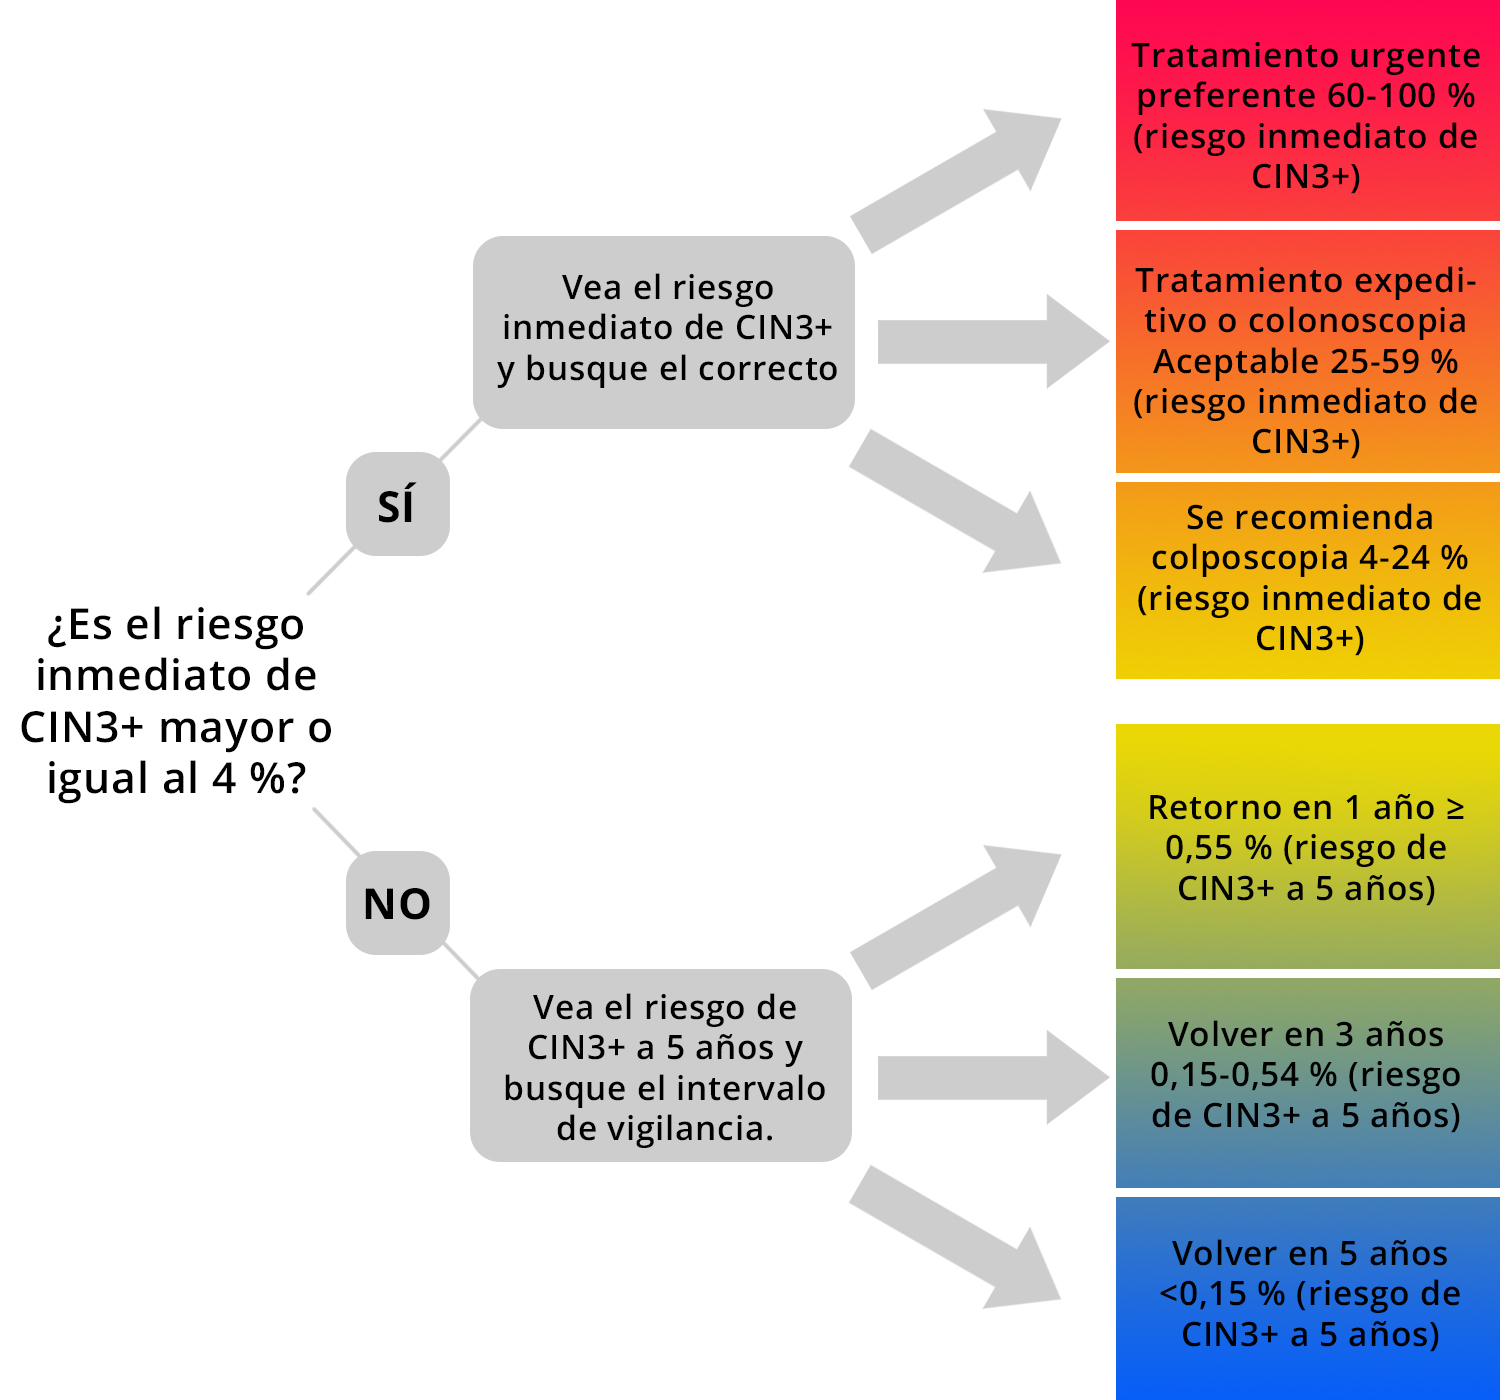 ¿Es el riesgo
inmediato de
CIN3+ mayor o
igual al 4 %?
SÍ
Vea el riesgo
inmediato de CIN3+
y busque el correcto
Tratamiento urgente
preferente 60-100 %
(riesgo inmediato de
CIN3+)
Tratamiento expedi-
tivo o colonoscopia
Aceptable 25-59 %
(riesgo inmediato de
CIN3+)
Se recomienda
colposcopia 4-24 %
(riesgo inmediato de
CIN3+)
NO
Vea el riesgo de
CIN3+ a 5 años y
busque el intervalo
de vigilancia.
Retorno en 1 año ≥
0,55 % (riesgo de
CIN3+ a 5 años)
Volver en 3 años
0,15-0,54 % (riesgo
de CIN3+ a 5 años)
Volver en 5 años
<0,15 % (riesgo de
CIN3+ a 5 años)